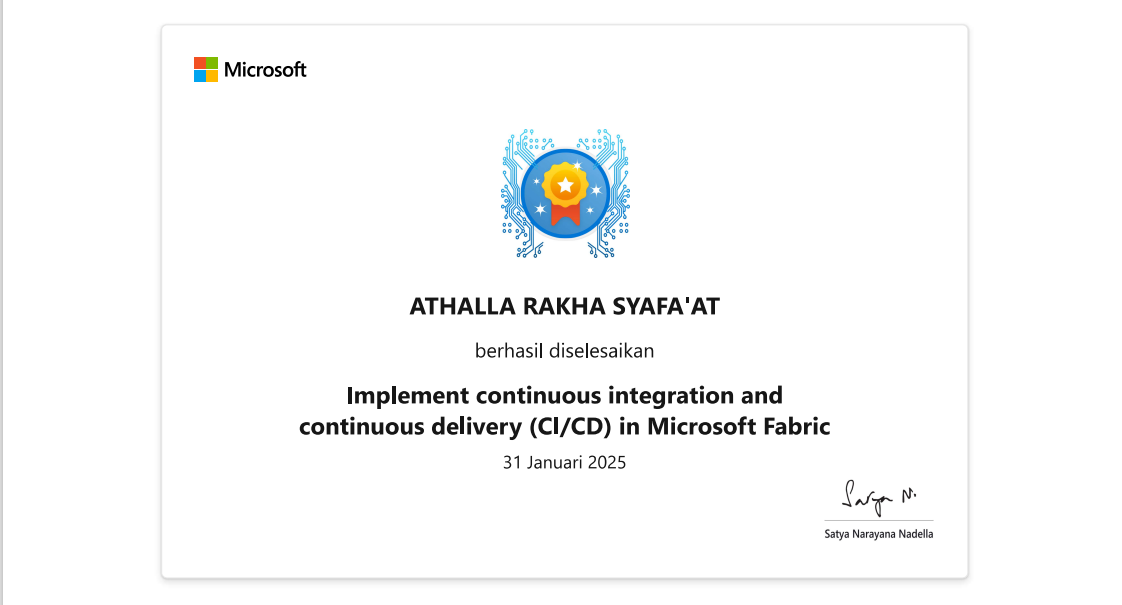 Microsoft
ATHALLA RAKHA SYAFA'AT
berhasil diselesaikan
Implement continuous integration and
continuous delivery (CI/CD) in Microsoft Fabric
31 Januari 2025
Satya N.
Satya Narayana Nadella